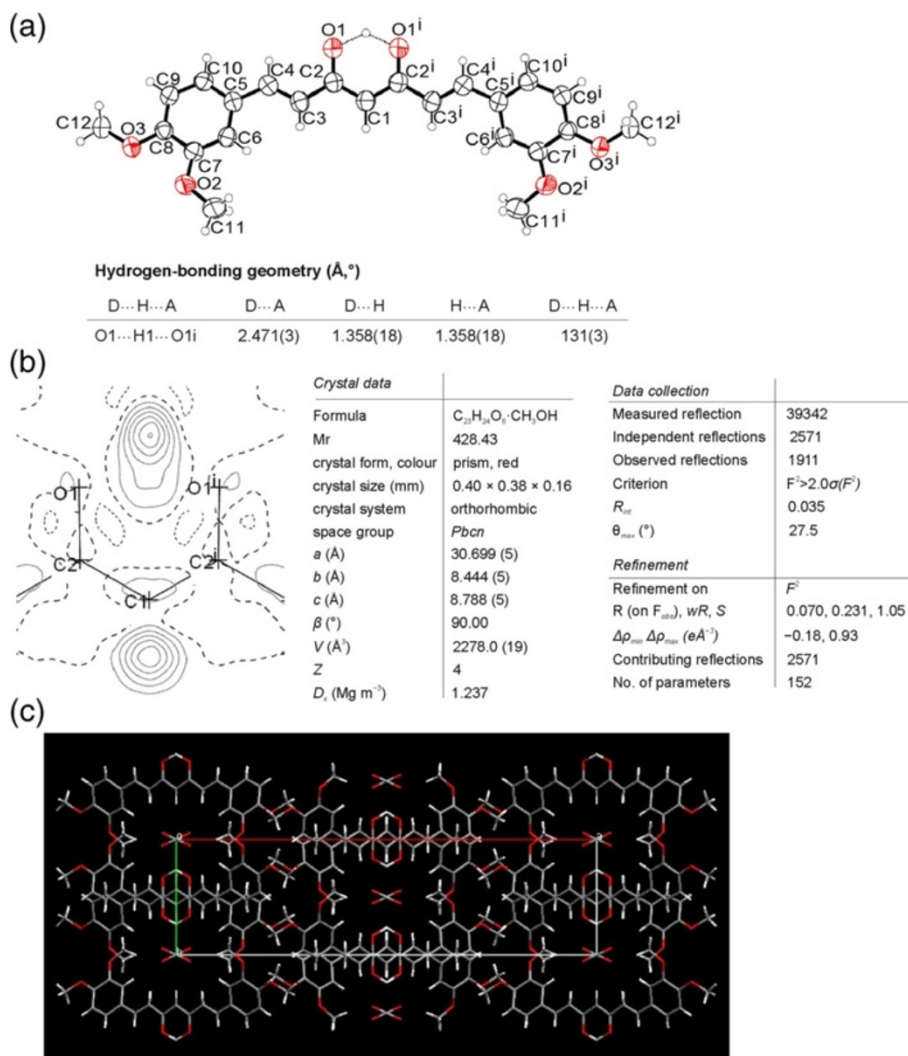 (a)
O1 O1ⁱ
C9 C10 C5 C4 C2 C2ⁱ C4ⁱ C5ⁱ C10ⁱ
C3 C1 C3ⁱ C9ⁱ
C12 O3 C8 C6 C6ⁱ C8ⁱ C12ⁱ
C7 C7ⁱ O3ⁱ
O2 O2ⁱ
C11 C11ⁱ
Hydrogen-bonding geometry (Å,°)
D···H···A D···A D···H H···A D···H···A
O1···H1···O1i 2.471(3) 1.358(18) 1.358(18) 131(3)
(b)
O1 O1ⁱ
C2 C2ⁱ
C1
Crystal data
Formula C₂₃H₂₄O₆·CH₃OH
Mr 428.43
crystal form, colour prism, red
crystal size (mm) 0.40 × 0.38 × 0.16
crystal system orthorhombic
space group Pbcn
a (Å) 30.699 (5)
b (Å) 8.444 (5)
c (Å) 8.788 (5)
β (°) 90.00
V (Å³) 2278.0 (19)
Z 4
Dₓ (Mg m⁻³) 1.237
Data collection
Measured reflection 39342
Independent reflections 2571
Observed reflections 1911
Criterion F²>2.0σ(F²)
R_int 0.035
θ_max (°) 27.5
Refinement
Refinement on F²
R (on F_obs), wR, S 0.070, 0.231, 1.05
Δρ_min Δρ_max (eÅ⁻³) −0.18, 0.93
Contributing reflections 2571
No. of parameters 152
(c)